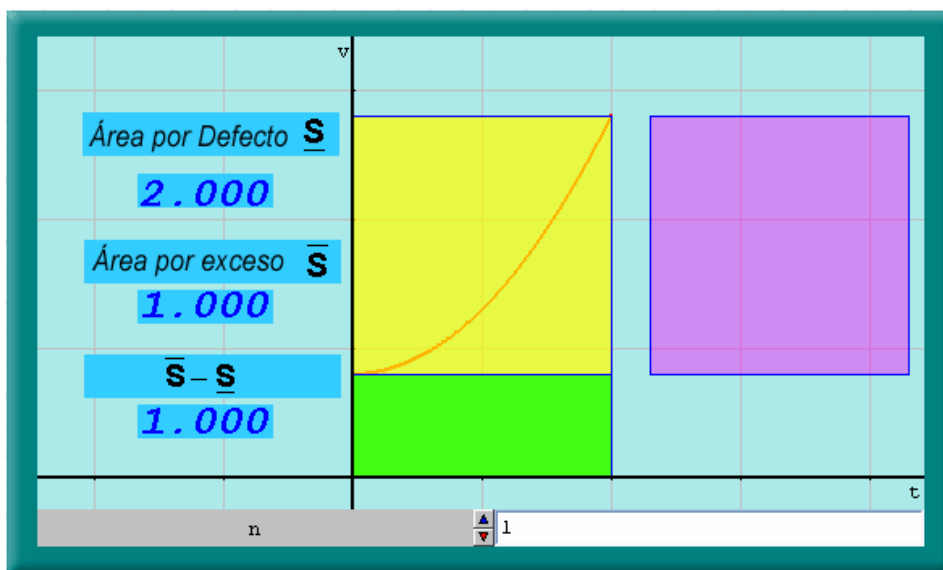 v
Área por Defecto S
2.000
Área por exceso S̅
1.000
S̅ – S
1.000
t
n
1